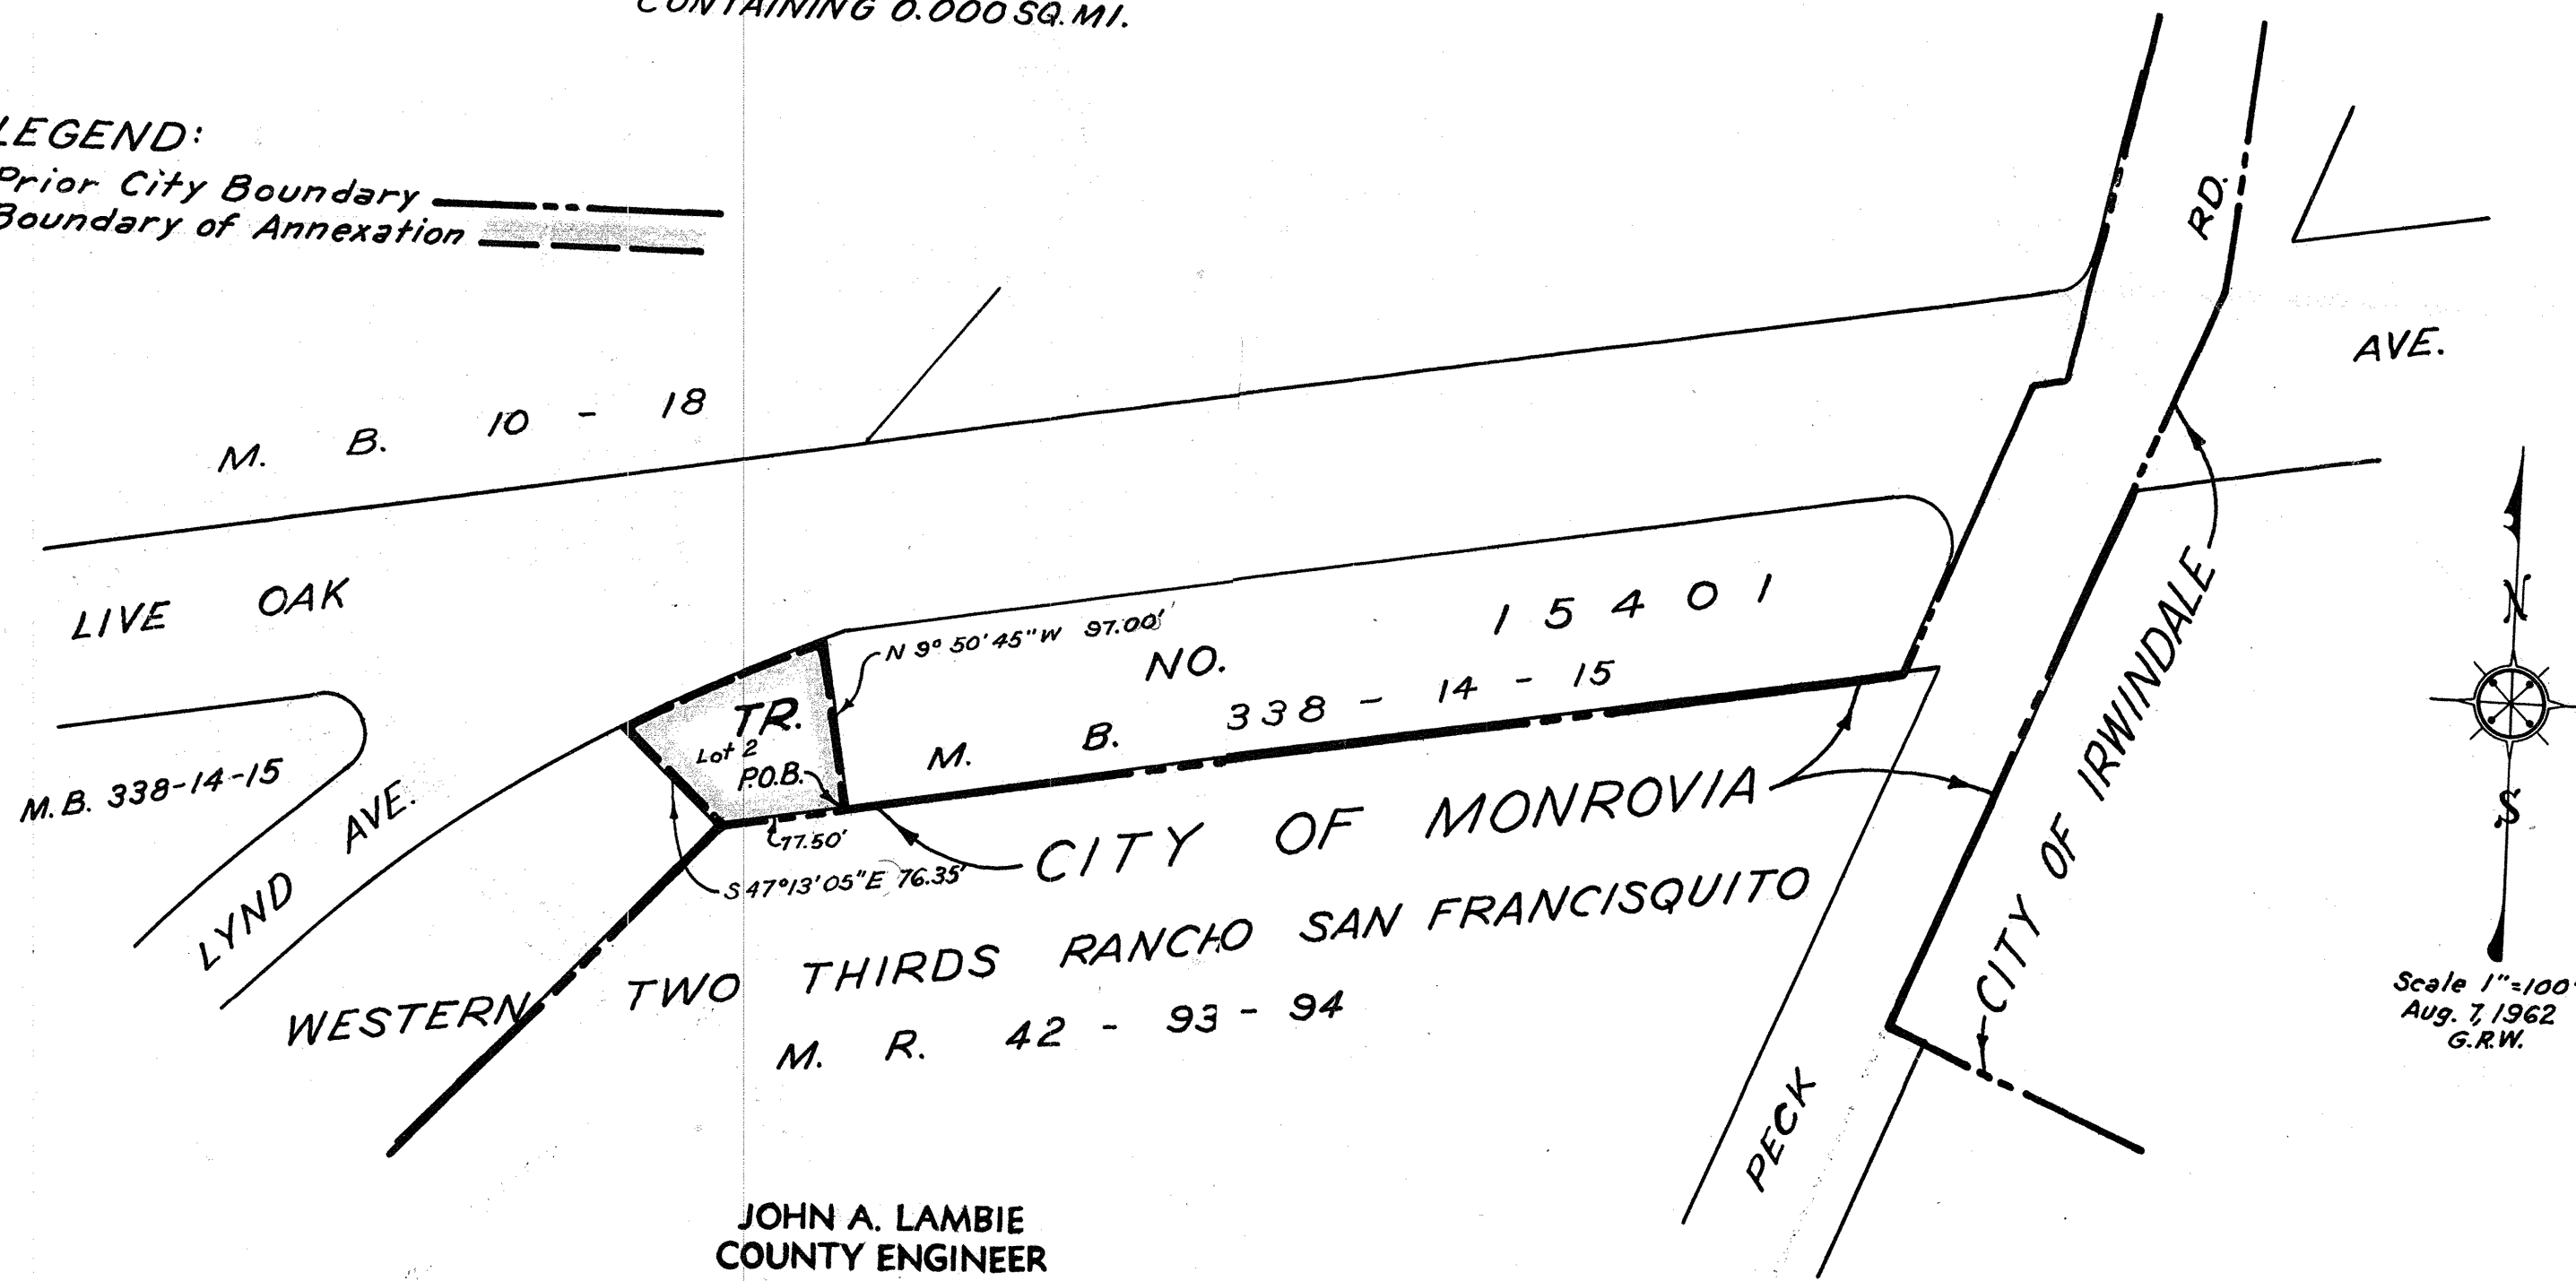 CONTAINING 0.000 SQ. MI.
LEGEND:
Prior City Boundary
Boundary of Annexation
RD.
AVE.
M. B. 10 - 18
LIVE OAK
N 9° 50' 45" W 97.00'
NO. 15401
TR.
Lot 2
P.O.B.
M. B. 338 - 14 - 15
M.B. 338-14-15
LYND AVE.
77.50'
S 47° 13' 05" E 76.35'
CITY OF MONROVIA
CITY OF IRWINDALE
WESTERN TWO THIRDS RANCHO SAN FRANCISQUITO
M. R. 42 - 93 - 94
PECK
N
S
Scale 1"=100'
Aug. 7, 1962
G.R.W.
JOHN A. LAMBIE
COUNTY ENGINEER